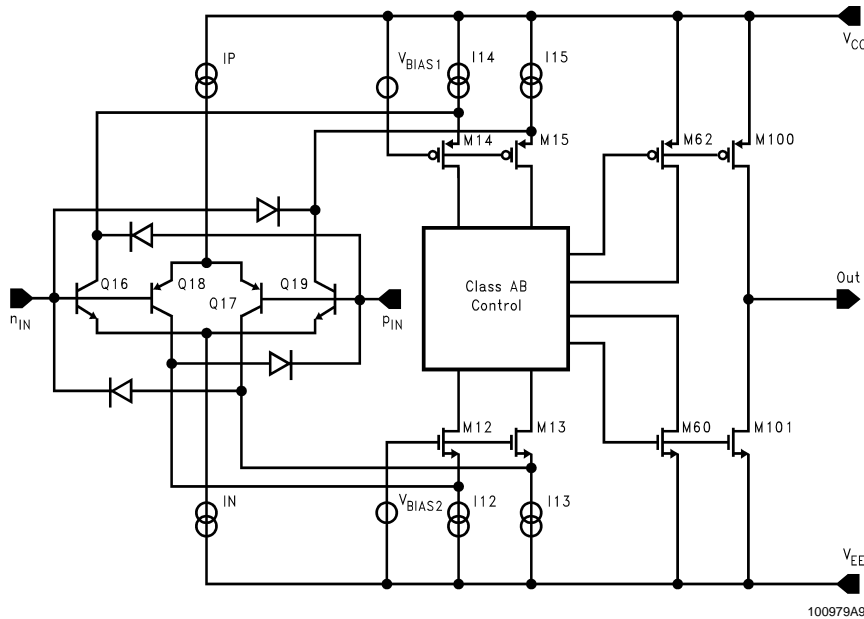 IP
V_BIAS1
I14
I15
V_CC
M14
M15
M62
M100
Q16
Q18
Q17
Q19
n_IN
p_IN
Class AB
Control
Out
M12
M13
M60
M101
IN
V_BIAS2
I12
I13
V_EE
100979A9